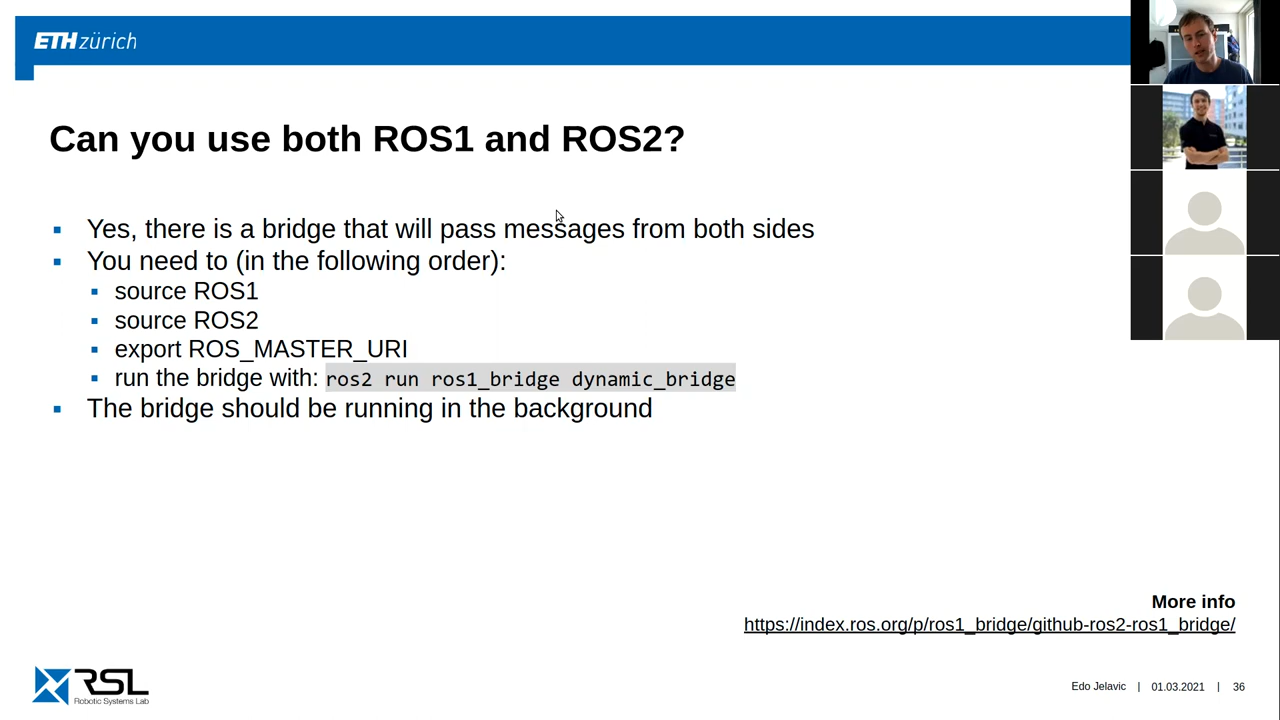 ETH zürich
Can you use both ROS1 and ROS2?
Yes, there is a bridge that will pass messages from both sides
You need to (in the following order):
source ROS1
source ROS2
export ROS_MASTER_URI
run the bridge with: ros2 run ros1_bridge dynamic_bridge
The bridge should be running in the background
More info
https://index.ros.org/p/ros1_bridge/github-ros2-ros1_bridge/
RSL
Robotic Systems Lab
Edo Jelavic | 01.03.2021 | 36